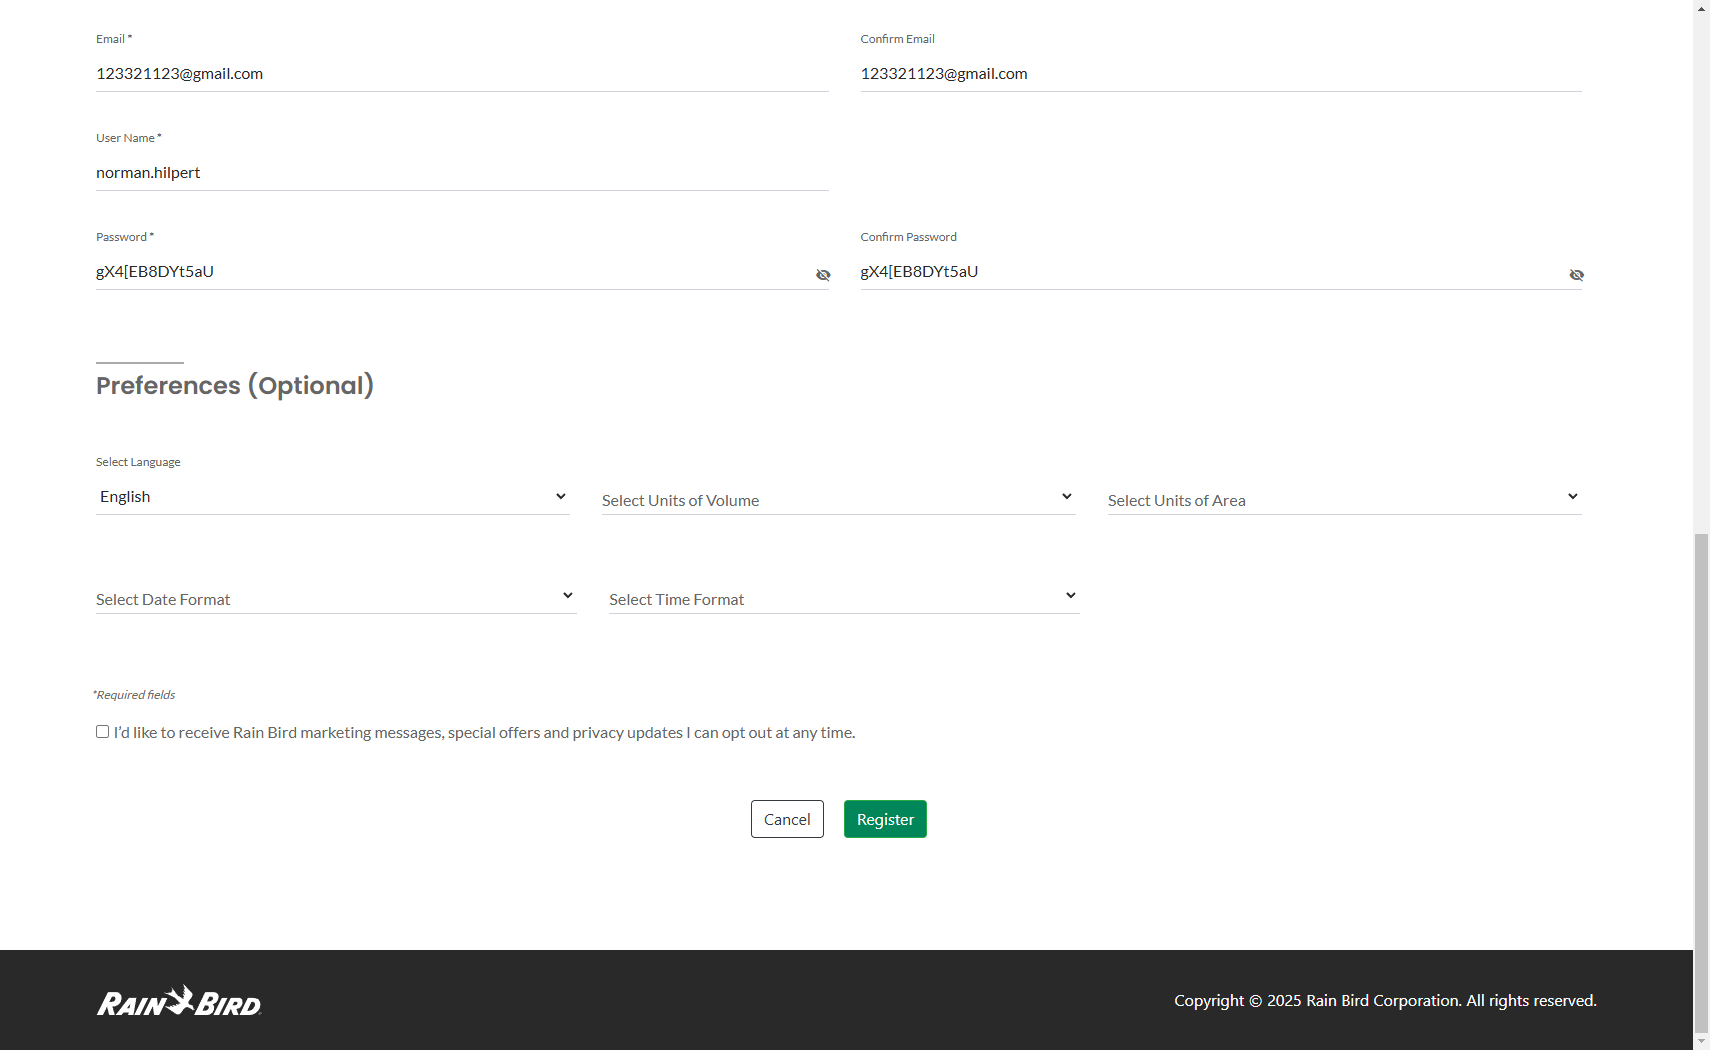 Email *
Confirm Email
123321123@gmail.com
123321123@gmail.com
User Name *
norman.hilpert
Password *
Confirm Password
gX4[EB8DYt5aU
gX4[EB8DYt5aU
Preferences (Optional)
Select Language
English
Select Units of Volume
Select Units of Area
Select Date Format
Select Time Format
*Required fields
I'd like to receive Rain Bird marketing messages, special offers and privacy updates I can opt out at any time.
Cancel
Register
RAIN BIRD
Copyright © 2025 Rain Bird Corporation. All rights reserved.